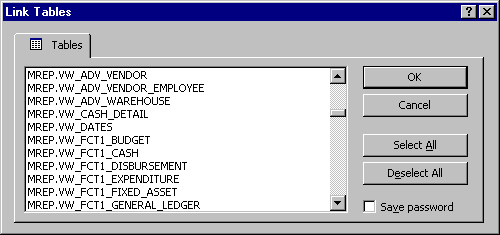 Link Tables
Tables
MREP.VW_ADV_VENDOR
MREP.VW_ADV_VENDOR_EMPLOYEE
MREP.VW_ADV_WAREHOUSE
MREP.VW_CASH_DETAIL
MREP.VW_DATES
MREP.VW_FCT1_BUDGET
MREP.VW_FCT1_CASH
MREP.VW_FCT1_DISBURSEMENT
MREP.VW_FCT1_EXPENDITURE
MREP.VW_FCT1_FIXED_ASSET
MREP.VW_FCT1_GENERAL_LEDGER
OK
Cancel
Select All
Deselect All
Save password